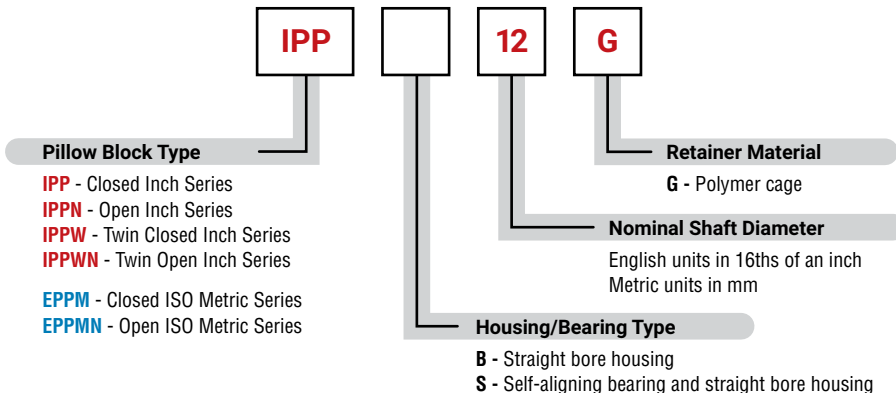 IPP 12 G
Pillow Block Type
IPP - Closed Inch Series
IPPN - Open Inch Series
IPPW - Twin Closed Inch Series
IPPWN - Twin Open Inch Series
EPPM - Closed ISO Metric Series
EPPMN - Open ISO Metric Series
Retainer Material
G - Polymer cage
Nominal Shaft Diameter
English units in 16ths of an inch
Metric units in mm
Housing/Bearing Type
B - Straight bore housing
S - Self-aligning bearing and straight bore housing